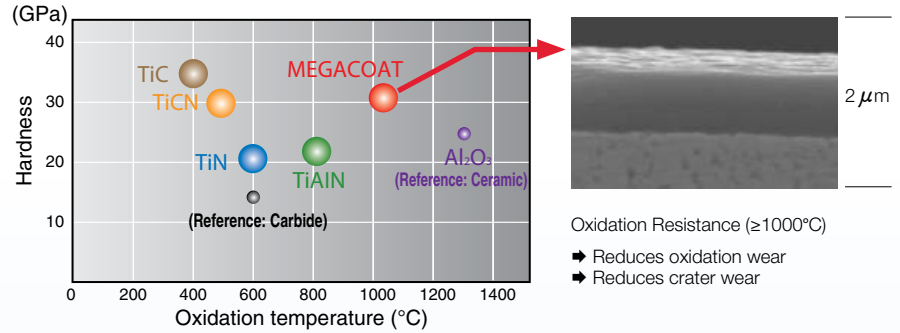 (GPa)
40
30
20
10
Hardness
TiC
TiCN
MEGACOAT
TiN
TiAlN
Al₂O₃
(Reference: Ceramic)
(Reference: Carbide)
0 200 400 600 800 1000 1200 1400
Oxidation temperature (°C)
2 μm
Oxidation Resistance (≥1000°C)
➡ Reduces oxidation wear
➡ Reduces crater wear